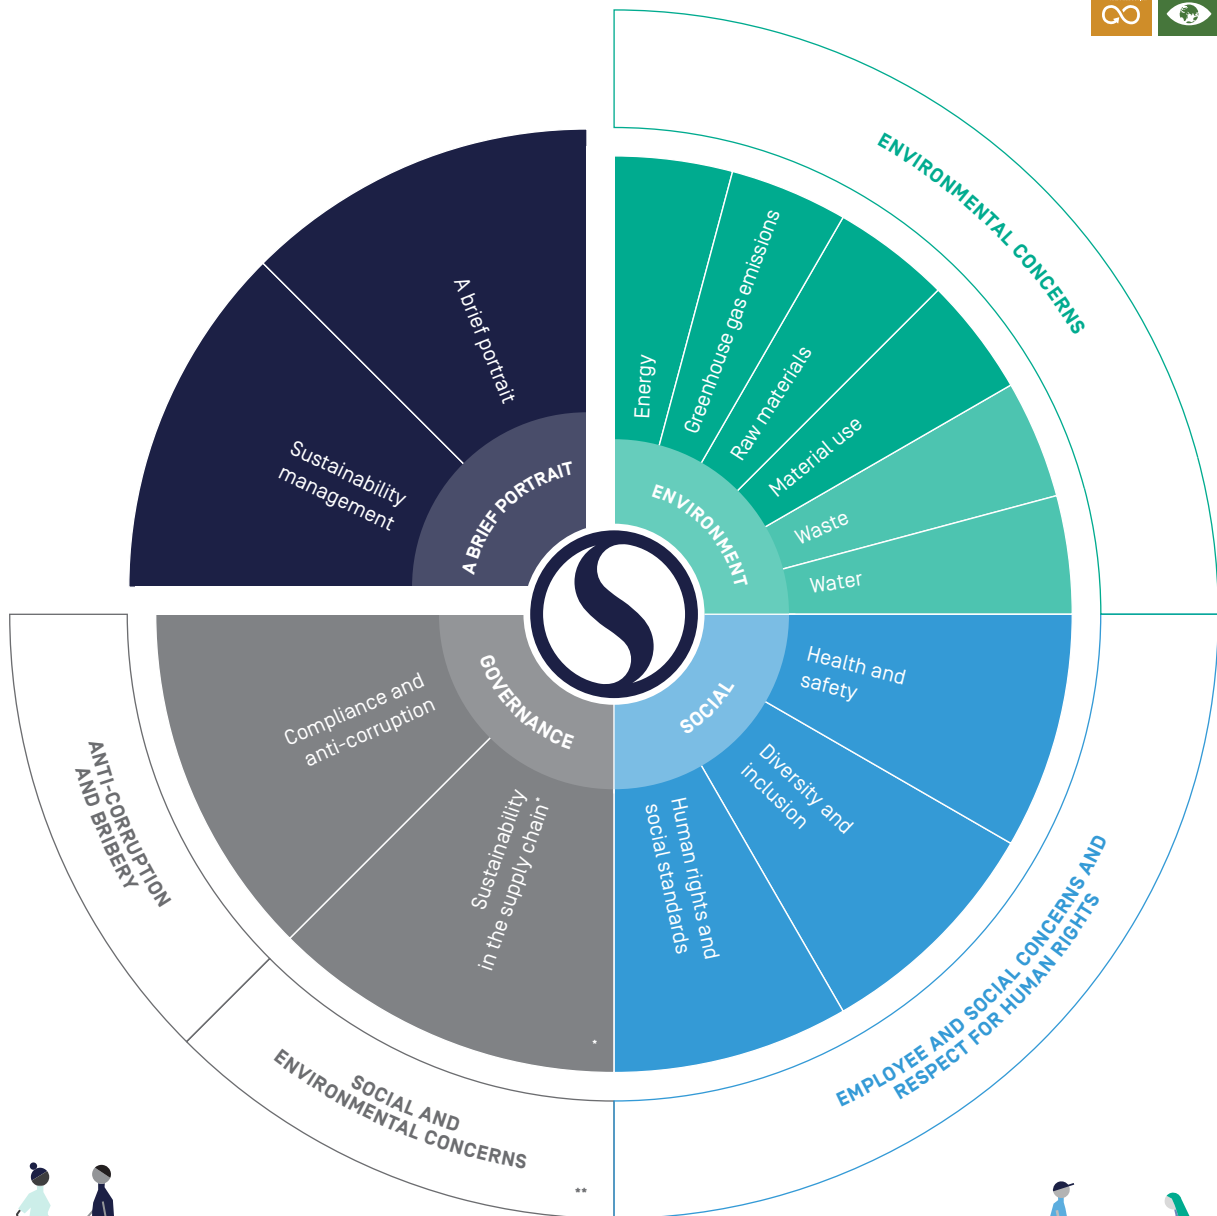 ENVIRONMENTAL CONCERNS
A brief portrait
Sustainability
management
A BRIEF PORTRAIT
Energy
Greenhouse gas emissions
Raw materials
Material use
Waste
Water
ENVIRONMENT
Health and
safety
Diversity and
inclusion
Human rights and
social standards
SOCIAL
EMPLOYEE AND SOCIAL CONCERNS AND
RESPECT FOR HUMAN RIGHTS
GOVERNANCE
Compliance and
anti-corruption
Sustainability
in the supply chain*
*
ANTI-CORRUPTION
AND BRIBERY
SOCIAL AND
ENVIRONMENTAL CONCERNS
**